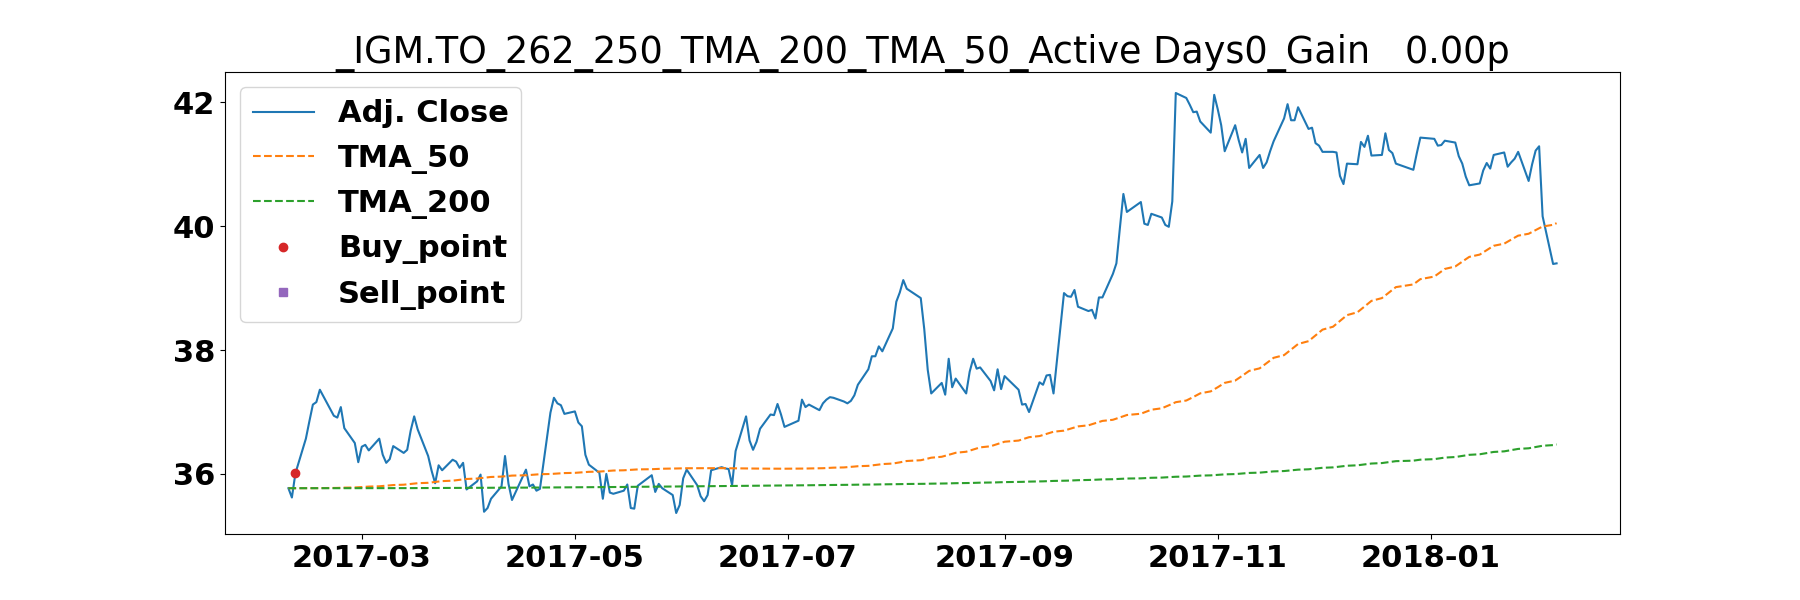 _IGM.TO_262_250_TMA_200_TMA_50_Active Days0_Gain   0.00p
42
40
38
36
Adj. Close
TMA_50
TMA_200
Buy_point
Sell_point
2017-03 2017-05 2017-07 2017-09 2017-11 2018-01